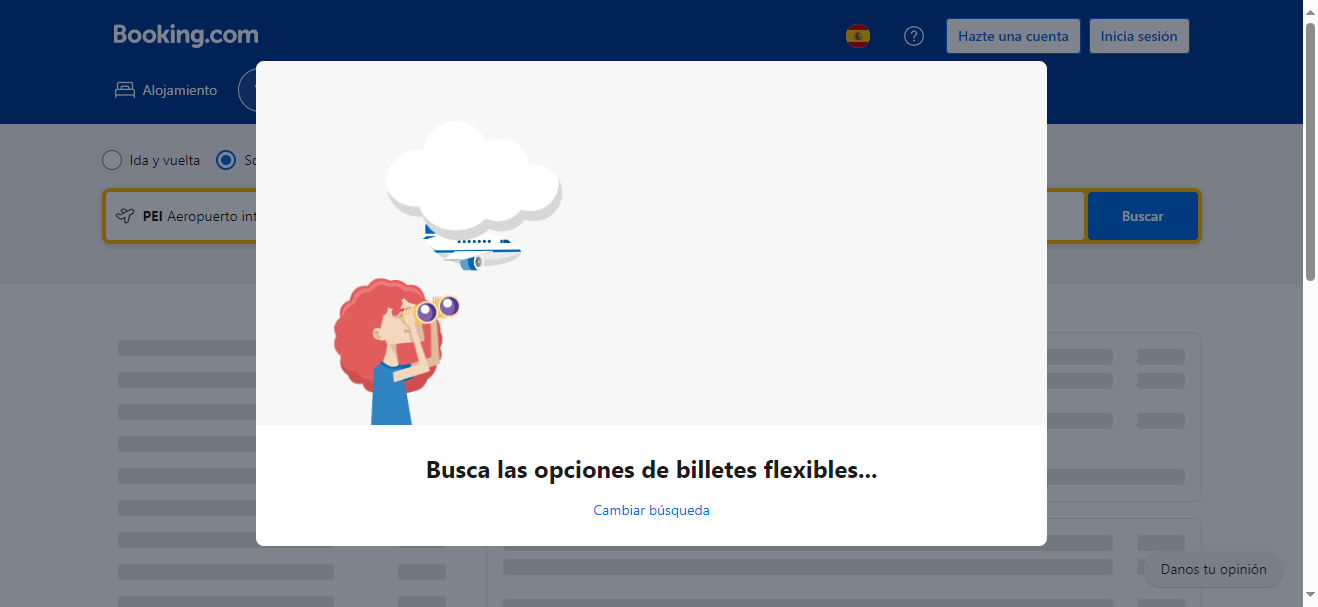 Booking.com
Hazte una cuenta
Inicia sesión
Alojamiento
Ida y vuelta
PEI Aeropuerto int
Buscar
Busca las opciones de billetes flexibles...
Cambiar búsqueda
Danos tu opinión